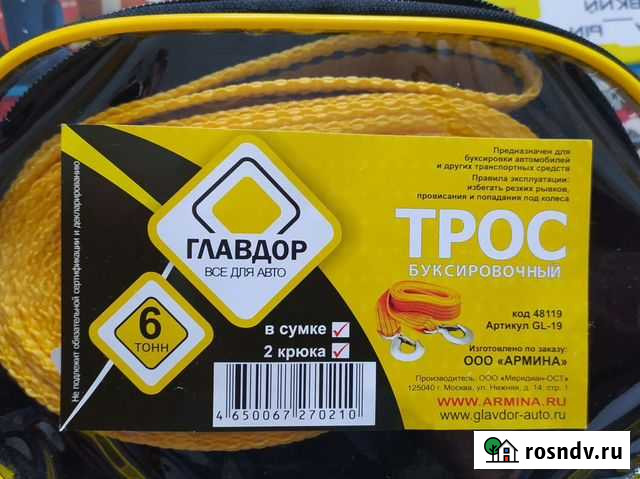 Не подлежит обязательной сертификации и декларированию
ГЛАВДОР
ВСЕ ДЛЯ АВТО
6
ТОНН
в сумке
2 крюка
4 650067 270210
Предназначен для
буксировки автомобилей
и других транспортных средств
Правила эксплуатации:
избегать резких рывков,
провисания и попадания под колеса
ТРОС
БУКСИРОВОЧНЫЙ
код 48119
Артикул GL-19
Изготовлено по заказу:
ООО «АРМИНА»
Производитель: ООО «Меридиан-ОСТ»
125040 г. Москва, ул. Нижняя, д. 14, стр. 1
WWW.ARMINA.RU
www.glavdor-auto.ru
rosndv.ru